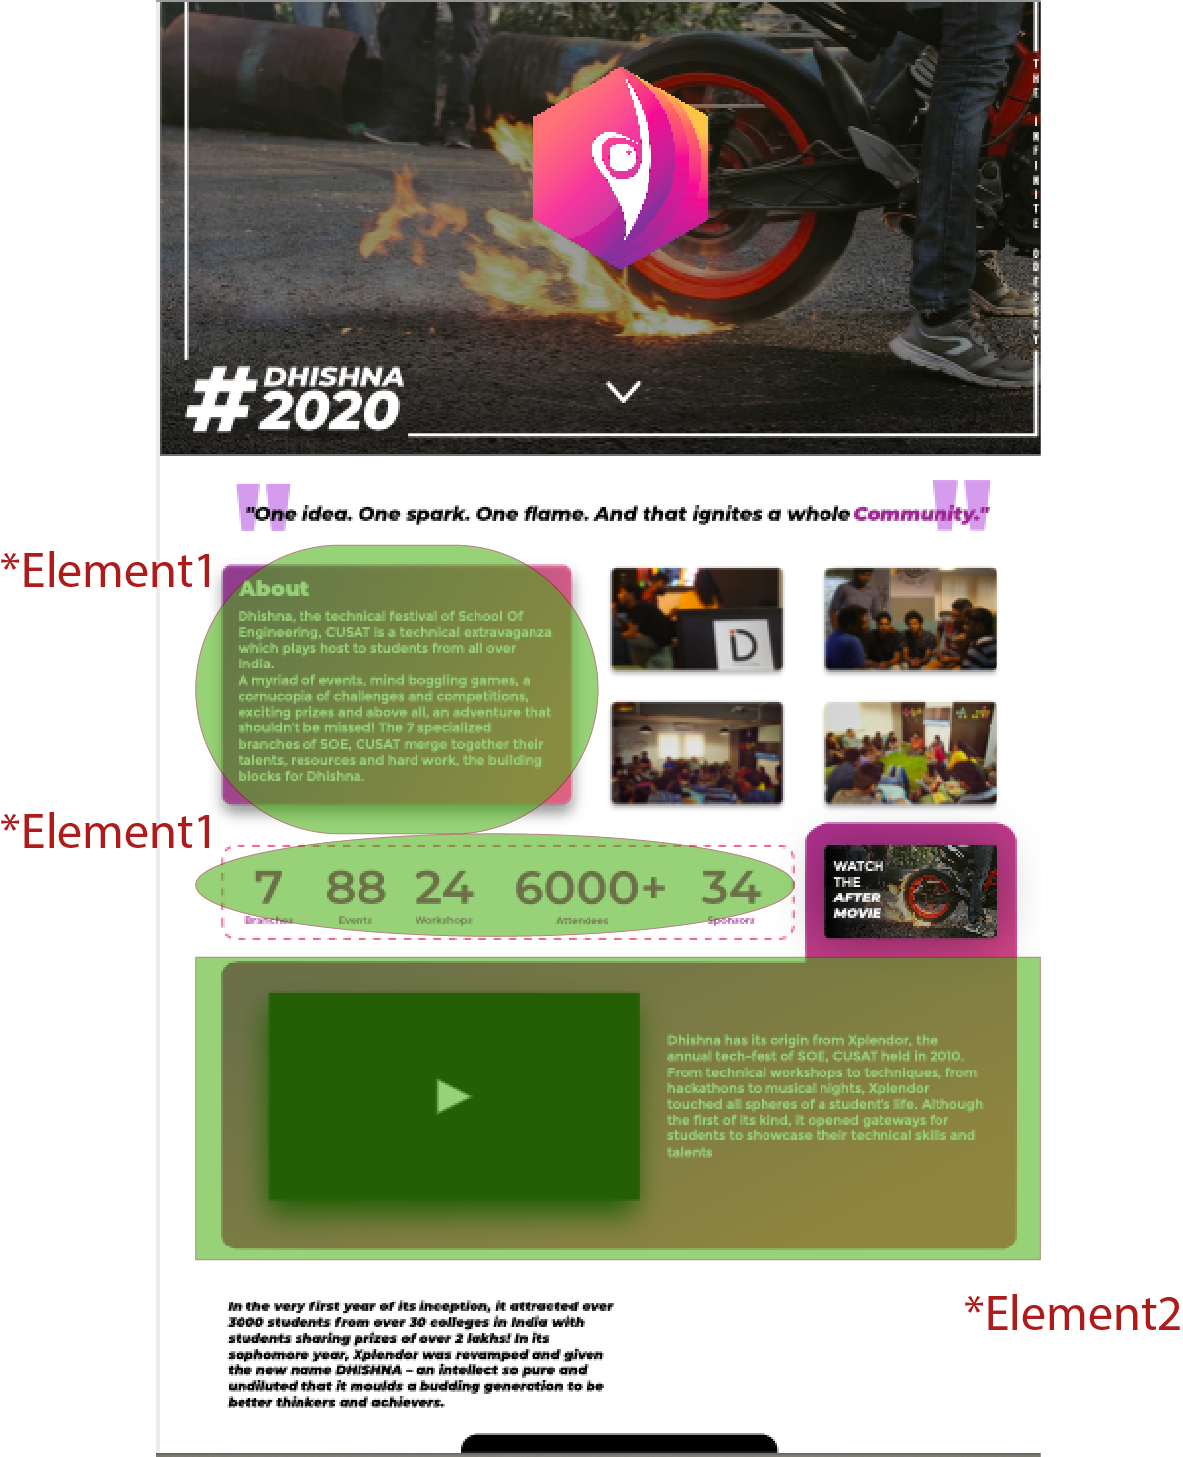 THE INFINITE ODESSEY
#DHISHNA
2020
"One idea. One spark. One flame. And that ignites a whole Community."
*Element1
About
Dhishna, the technical festival of School Of
Engineering, CUSAT is a technical extravaganza
which plays host to students from all over
India.
A myriad of events, mind boggling games, a
cornucopia of challenges and competitions,
exciting prizes and above all, an adventure that
shouldn't be missed! The 7 specialized
branches of SOE, CUSAT merge together their
talents, resources and hard work, the building
blocks for Dhishna.
D
*Element1
7 88 24 6000+ 34
Branches Events Workshops Attendees Sponsors
WATCH
THE
AFTER
MOVIE
Dhishna has its origin from Xplendor, the
annual tech-fest of SOE, CUSAT held in 2010.
From technical workshops to techniques, from
hackathons to musical nights, Xplendor
touched all spheres of a student's life. Although
the first of its kind, it opened gateways for
students to showcase their technical skills and
talents
*Element2
In the very first year of its inception, it attracted over
3000 students from over 30 colleges in India with
students sharing prizes of over 2 lakhs! In its
sophomore year, Xplendor was revamped and given
the new name DHISHNA – an intellect so pure and
undiluted that it moulds a budding generation to be
better thinkers and achievers.